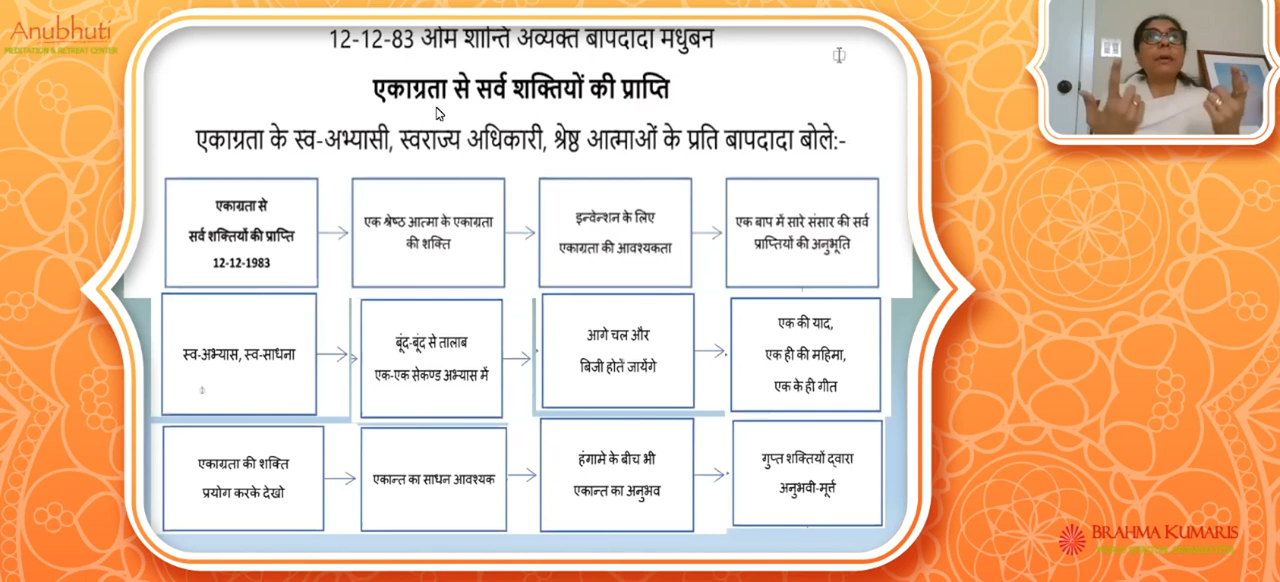 Anubhuti
MEDITATION & RETREAT CENTER
12-12-83 ओम शान्ति अव्यक्त बापदादा मधुबन
एकाग्रता से सर्व शक्तियों की प्राप्ति
एकाग्रता के स्व-अभ्यासी, स्वराज्य अधिकारी, श्रेष्ठ आत्माओं के प्रति बापदादा बोले:-
एकाग्रता से
सर्व शक्तियों की प्राप्ति
12-12-1983
एक श्रेष्ठ आत्मा के एकाग्रता
की शक्ति
इन्वेन्शन के लिए
एकाग्रता की आवश्यकता
एक बाप में सारे संसार की सर्व
प्राप्तियों की अनुभूति
स्व-अभ्यास, स्व-साधना
बूंद-बूंद से तालाब
एक-एक सेकण्ड अभ्यास में
आगे चल और
बिजी होतें जायेंगे
एक की याद,
एक ही की महिमा,
एक के ही गीत
एकाग्रता की शक्ति
प्रयोग करके देखो
एकान्त का साधन आवश्यक
हंगामे के बीच भी
एकान्त का अनुभव
गुप्त शक्तियों द्वारा
अनुभवी-मूर्त्त
BRAHMA KUMARIS